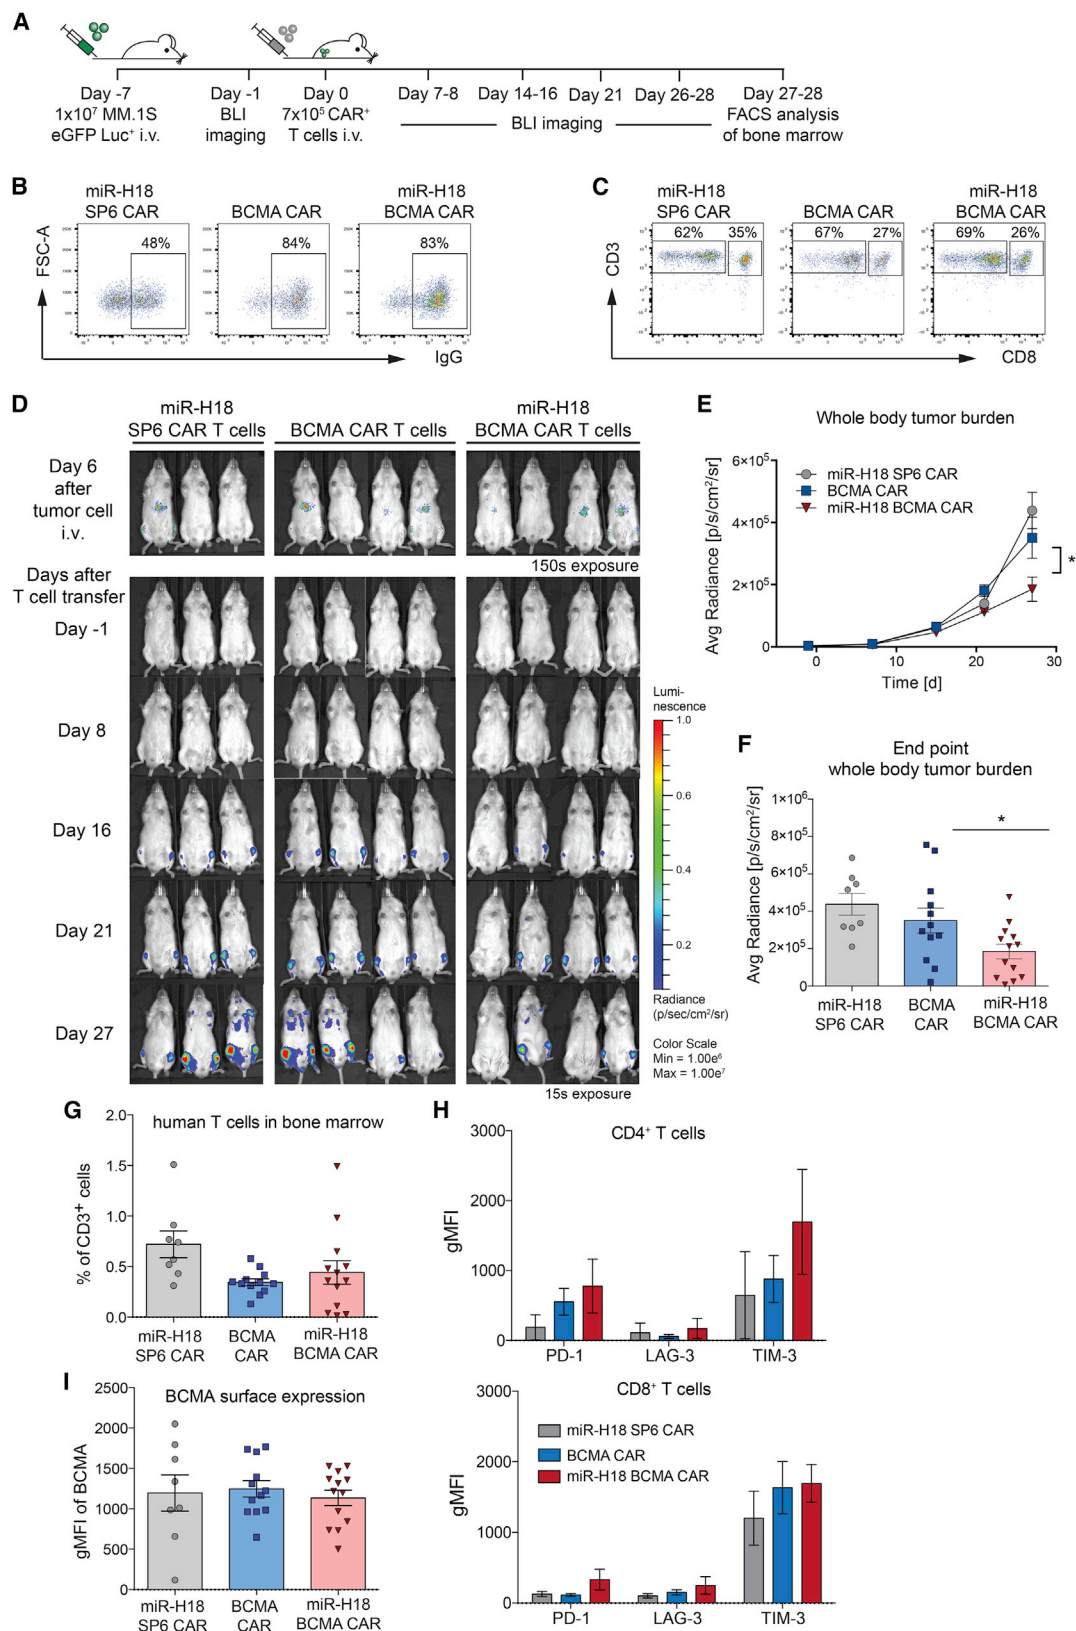 A
Day -7
1x10⁷ MM.1S
eGFP Luc⁺ i.v.
Day -1
BLI
imaging
Day 0
7x10⁵ CAR⁺
T cells i.v.
Day 7-8
Day 14-16
Day 21
Day 26-28
BLI imaging
Day 27-28
FACS analysis
of bone marrow
B
miR-H18
SP6 CAR
BCMA CAR
miR-H18
BCMA CAR
FSC-A
48%
84%
83%
IgG
C
miR-H18
SP6 CAR
BCMA CAR
miR-H18
BCMA CAR
CD3
62%
35%
67%
27%
69%
26%
CD8
D
miR-H18
SP6 CAR T cells
BCMA CAR T cells
miR-H18
BCMA CAR T cells
Day 6
after
tumor cell
i.v.
150s exposure
Days after
T cell transfer
Day -1
Day 8
Day 16
Day 21
Day 27
15s exposure
Lumi-
nescence
1.0
0.8
0.6
0.4
0.2
Radiance
(p/sec/cm²/sr)
Color Scale
Min = 1.00e⁶
Max = 1.00e⁷
E
Whole body tumor burden
Avg Radiance [p/s/cm²/sr]
6×10⁵
4×10⁵
2×10⁵
0
miR-H18 SP6 CAR
BCMA CAR
miR-H18 BCMA CAR
*
0
10
20
30
Time [d]
F
End point
whole body tumor burden
Avg Radiance [p/s/cm²/sr]
1×10⁶
8×10⁵
6×10⁵
4×10⁵
2×10⁵
0
*
miR-H18
SP6 CAR
BCMA
CAR
miR-H18
BCMA CAR
G
human T cells in bone marrow
% of CD3⁺ cells
2.0
1.5
1.0
0.5
0.0
miR-H18
SP6 CAR
BCMA
CAR
miR-H18
BCMA CAR
H
CD4⁺ T cells
gMFI
3000
2000
1000
0
PD-1
LAG-3
TIM-3
CD8⁺ T cells
gMFI
3000
2000
1000
0
miR-H18 SP6 CAR
BCMA CAR
miR-H18 BCMA CAR
PD-1
LAG-3
TIM-3
I
BCMA surface expression
gMFI of BCMA
2500
2000
1500
1000
500
0
miR-H18
SP6 CAR
BCMA
CAR
miR-H18
BCMA CAR